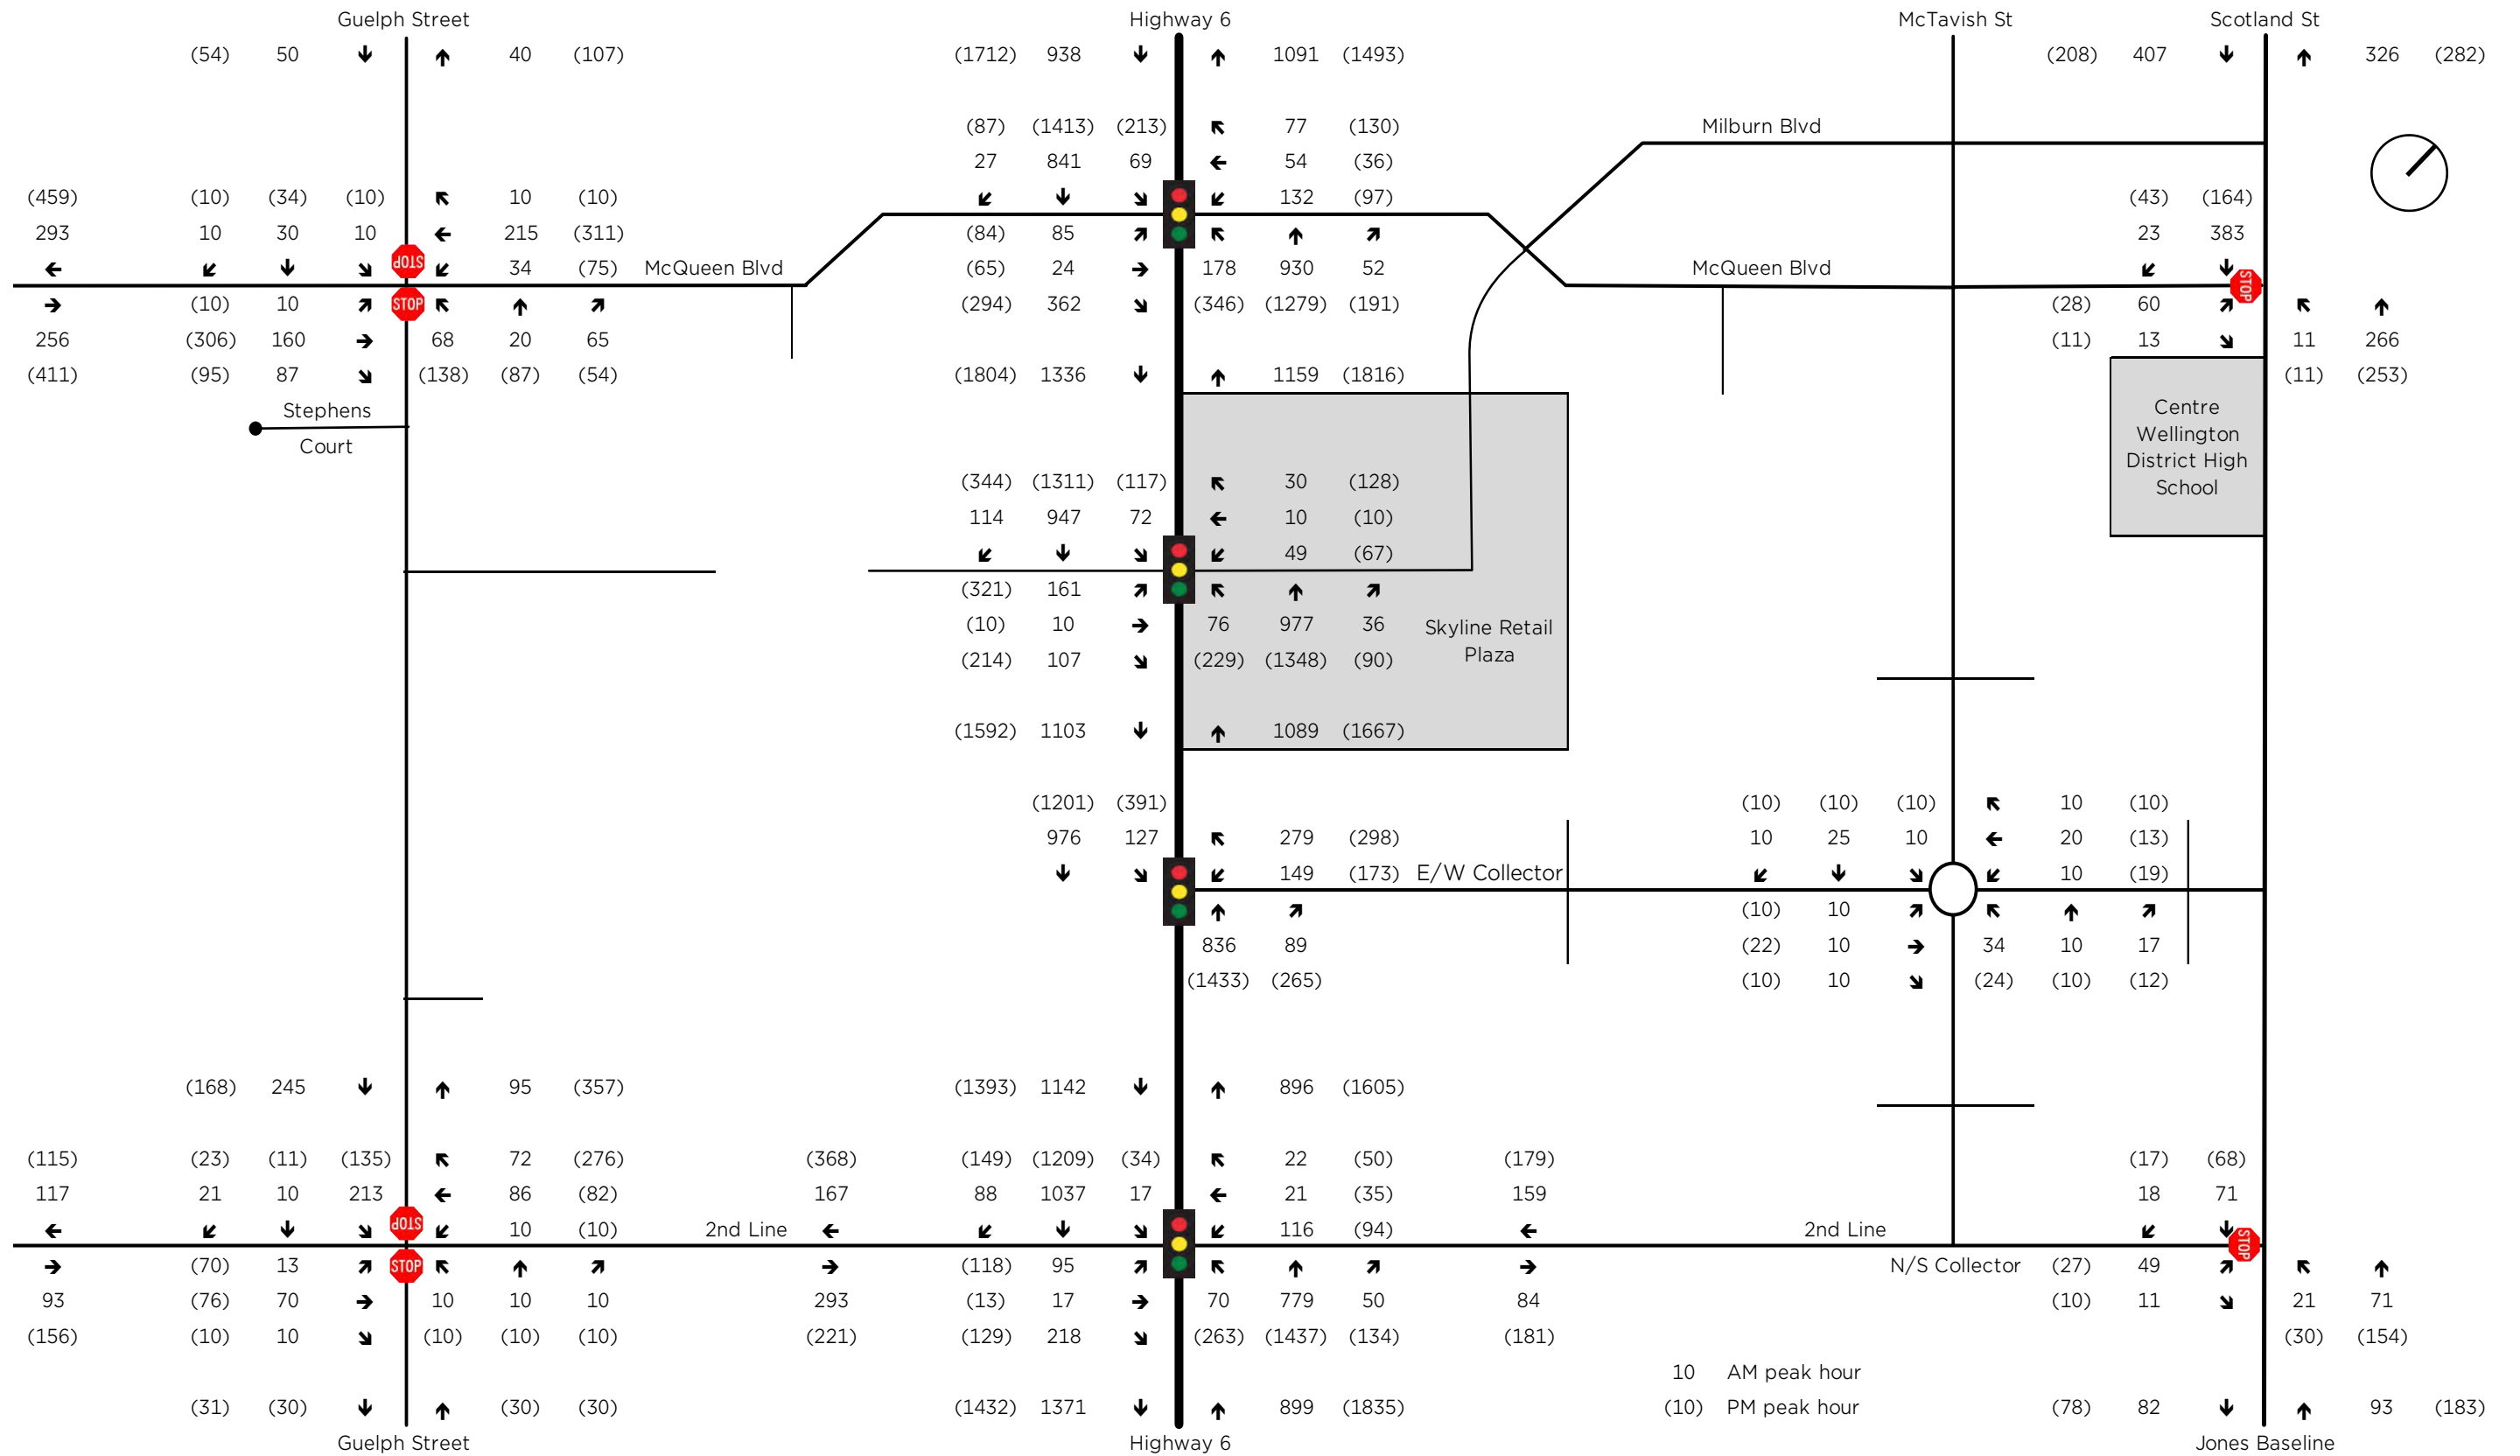 Guelph Street Highway 6 McTavish St Scotland St
(54) 50 40 (107) (1712) 938 1091 (1493) (208) 407 326 (282)
(87) (1413) (213) 77 (130) Milburn Blvd
27 841 69 54 (36)
(459) (10) (34) (10) 10 (10) 132 (97) (43) (164)
293 10 30 10 215 (311) (84) 85 23 383
STOP 34 (75) McQueen Blvd (65) 24 178 930 52 McQueen Blvd STOP
STOP (10) 10 (294) 362 (346) (1279) (191) (28) 60
256 (306) 160 68 20 65 (11) 13 11 266
(411) (95) 87 (138) (87) (54) (1804) 1336 1159 (1816) (11) (253)
Stephens
Court
Centre
Wellington
District High
School
(344) (1311) (117) 30 (128)
114 947 72 10 (10)
49 (67)
(321) 161
(10) 10 76 977 36
(214) 107 (229) (1348) (90)
Skyline Retail
Plaza
(1592) 1103 1089 (1667)
(1201) (391) (10) (10) (10) 10 (10)
976 127 279 (298) 10 25 10 20 (13)
149 (173) E/W Collector 10 (19)
(10) 10
836 89 (22) 10 34 10 17
(1433) (265) (10) 10 (24) (10) (12)
(168) 245 95 (357) (1393) 1142 896 (1605)
(115) (23) (11) (135) 72 (276) (368) (149) (1209) (34) 50 (50) (179) (17) (68)
117 21 10 213 86 (82) 167 88 1037 17 21 (35) 159 18 71
STOP 10 (10) 2nd Line 116 (94) 2nd Line STOP
(70) 13 STOP (118) 95 N/S Collector (27) 49
93 (76) 70 10 10 10 293 (13) 17 70 779 50 84 (10) 11 21 71
(156) (10) 10 (10) (10) (10) (221) (129) 218 (263) (1437) (134) (181) (30) (154)
10 AM peak hour
(31) (30) (30) (30) (1432) 1371 899 (1835) (10) PM peak hour (78) 82 93 (183)
Guelph Street Highway 6 Jones Baseline